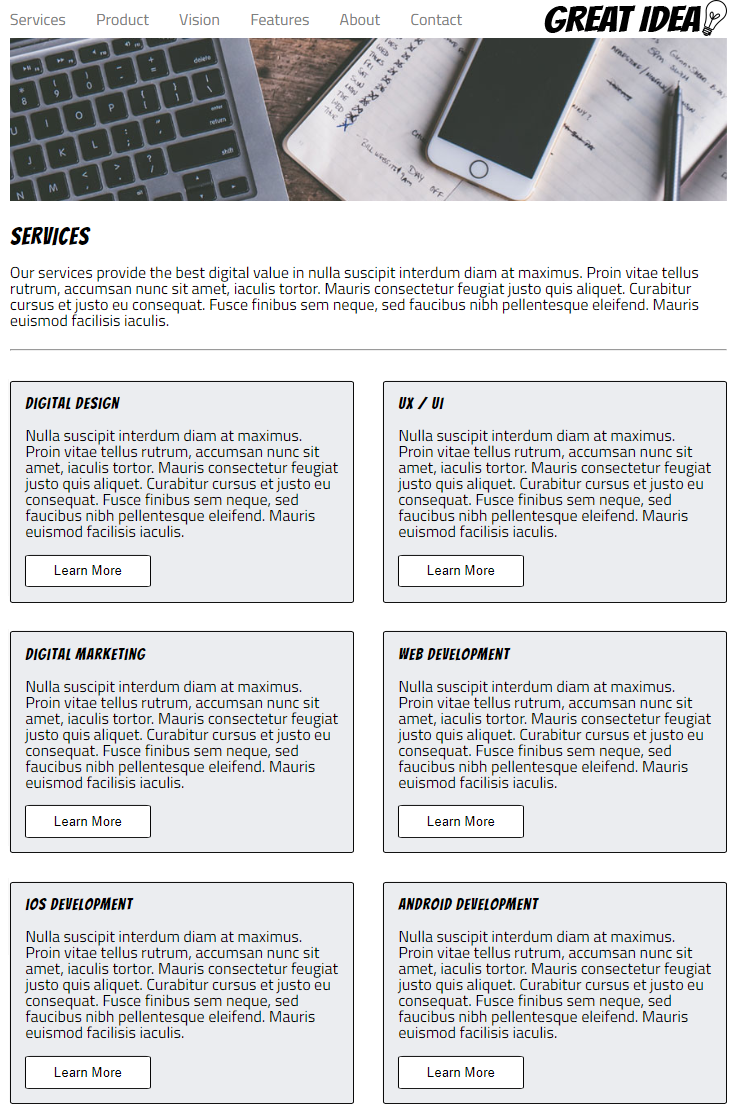 Services Product Vision Features About Contact GREAT IDEA
delete
enter
return
shift
8 9 0
U I O P
J K L
N M
TUES
WED
THU
FRI
SAT
SUN
DAY OFF
SERVICES
Our services provide the best digital value in nulla suscipit interdum diam at maximus. Proin vitae tellus
rutrum, accumsan nunc sit amet, iaculis tortor. Mauris consectetur feugiat justo quis aliquet. Curabitur
cursus et justo eu consequat. Fusce finibus sem neque, sed faucibus nibh pellentesque eleifend. Mauris
euismod facilisis iaculis.
DIGITAL DESIGN
Nulla suscipit interdum diam at maximus.
Proin vitae tellus rutrum, accumsan nunc sit
amet, iaculis tortor. Mauris consectetur feugiat
justo quis aliquet. Curabitur cursus et justo eu
consequat. Fusce finibus sem neque, sed
faucibus nibh pellentesque eleifend. Mauris
euismod facilisis iaculis.
Learn More
UX / UI
Nulla suscipit interdum diam at maximus.
Proin vitae tellus rutrum, accumsan nunc sit
amet, iaculis tortor. Mauris consectetur feugiat
justo quis aliquet. Curabitur cursus et justo eu
consequat. Fusce finibus sem neque, sed
faucibus nibh pellentesque eleifend. Mauris
euismod facilisis iaculis.
Learn More
DIGITAL MARKETING
Nulla suscipit interdum diam at maximus.
Proin vitae tellus rutrum, accumsan nunc sit
amet, iaculis tortor. Mauris consectetur feugiat
justo quis aliquet. Curabitur cursus et justo eu
consequat. Fusce finibus sem neque, sed
faucibus nibh pellentesque eleifend. Mauris
euismod facilisis iaculis.
Learn More
WEB DEVELOPMENT
Nulla suscipit interdum diam at maximus.
Proin vitae tellus rutrum, accumsan nunc sit
amet, iaculis tortor. Mauris consectetur feugiat
justo quis aliquet. Curabitur cursus et justo eu
consequat. Fusce finibus sem neque, sed
faucibus nibh pellentesque eleifend. Mauris
euismod facilisis iaculis.
Learn More
IOS DEVELOPMENT
Nulla suscipit interdum diam at maximus.
Proin vitae tellus rutrum, accumsan nunc sit
amet, iaculis tortor. Mauris consectetur feugiat
justo quis aliquet. Curabitur cursus et justo eu
consequat. Fusce finibus sem neque, sed
faucibus nibh pellentesque eleifend. Mauris
euismod facilisis iaculis.
Learn More
ANDROID DEVELOPMENT
Nulla suscipit interdum diam at maximus.
Proin vitae tellus rutrum, accumsan nunc sit
amet, iaculis tortor. Mauris consectetur feugiat
justo quis aliquet. Curabitur cursus et justo eu
consequat. Fusce finibus sem neque, sed
faucibus nibh pellentesque eleifend. Mauris
euismod facilisis iaculis.
Learn More